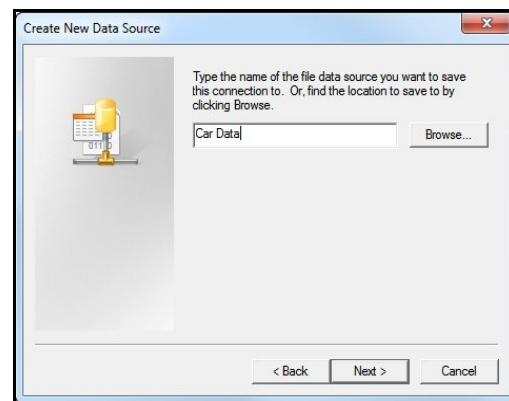 Create New Data Source
Type the name of the file data source you want to save
this connection to. Or, find the location to save to by
clicking Browse.
Car Data
Browse...
< Back
Next >
Cancel